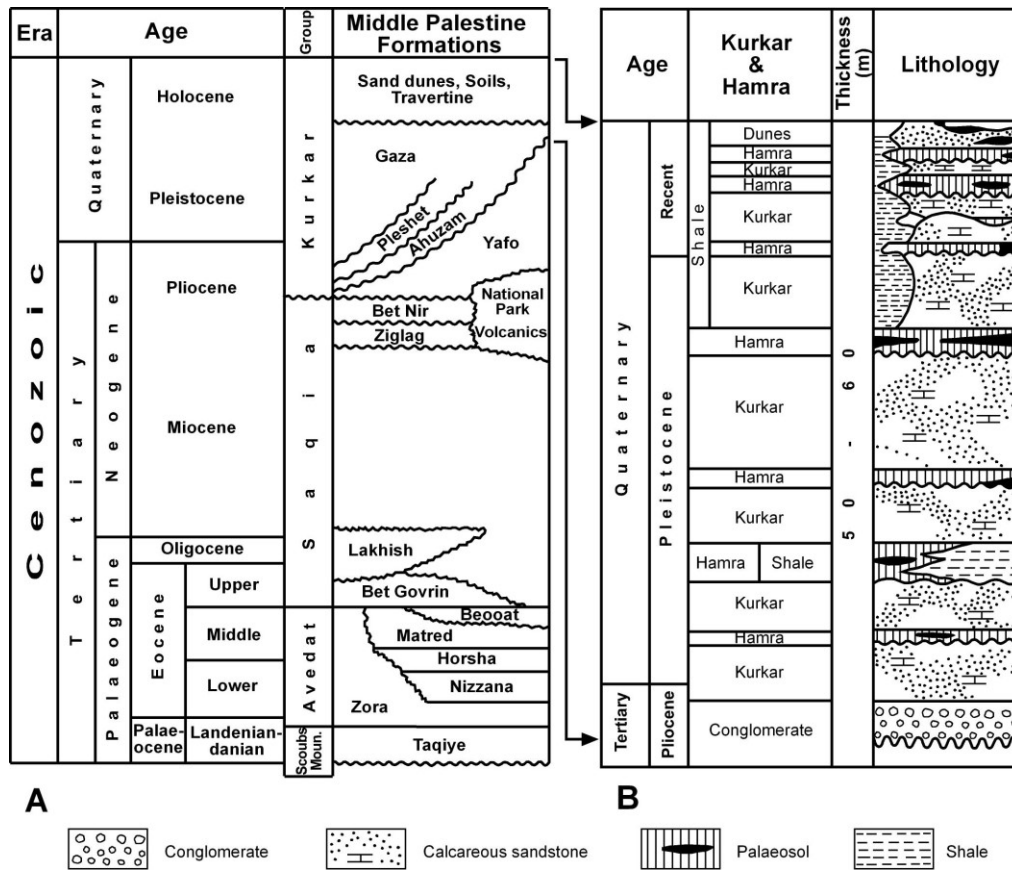 Era
Age
Group
Middle Palestine
Formations
Cenozoic
Quaternary
Tertiary
Neogene
Palaeogene
Holocene
Pleistocene
Pliocene
Miocene
Oligocene
Eocene
Upper
Middle
Lower
Palae-
ocene
Landenian-
danian
Kurkar
Saqia
Avedat
Scoubs
Moun.
Sand dunes, Soils,
Travertine
Gaza
Pleshet
Ahuzam
Yafo
Bet Nir
Ziglag
National
Park
Volcanics
Lakhish
Bet Govrin
Beooat
Matred
Horsha
Nizzana
Zora
Taqiye
A
Age
Kurkar
&
Hamra
Thickness
(m)
Lithology
Quaternary
Tertiary
Recent
Pleistocene
Pliocene
Shale
Dunes
Hamra
Kurkar
Hamra
Kurkar
Hamra
Kurkar
Hamra
Kurkar
Hamra
Kurkar
Hamra
Shale
Kurkar
Hamra
Kurkar
Conglomerate
50 - 60
B
Conglomerate
Calcareous sandstone
Palaeosol
Shale